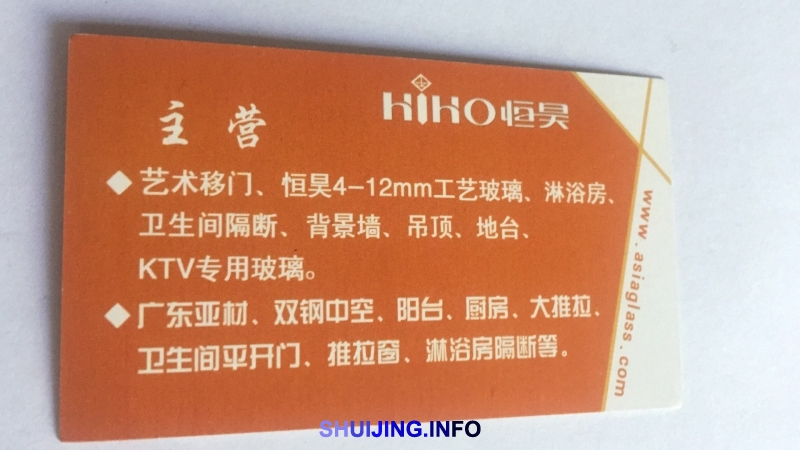 HiHO恒昊
主营
◆艺术移门、恒昊4-12mm工艺玻璃、淋浴房、
卫生间隔断、背景墙、吊顶、地台、
KTV专用玻璃。
◆广东亚材、双钢中空、阳台、厨房、大推拉、
卫生间平开门、推拉窗、淋浴房隔断等。
www.asiaglass.com
SHUIJING.INFO